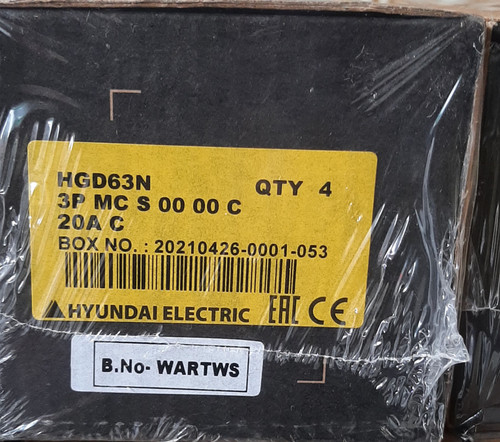 HGD63N QTY 4
3P MC S 00 00 C
20A C
BOX NO. : 20210426-0001-053
HYUNDAI ELECTRIC EAC CE
B.No- WARTWS